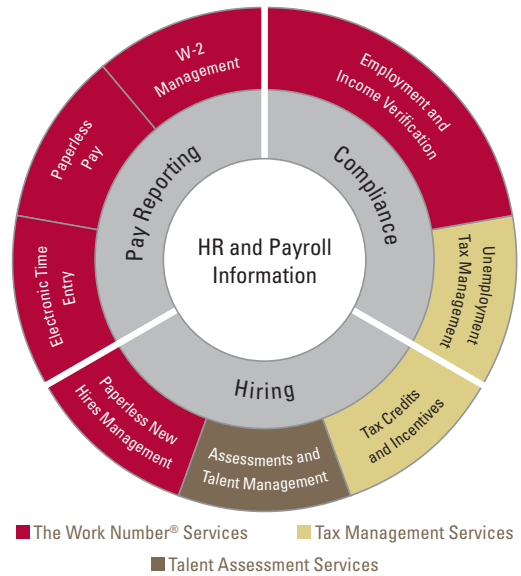 W-2
Management
Employment and
Income Verification
Paperless
Pay
Pay Reporting
Compliance
HR and Payroll
Information
Electronic Time
Entry
Unemployment
Tax Management
Hiring
Paperless New
Hires Management
Assessments and
Talent Management
Tax Credits
and Incentives
The Work Number® Services
Tax Management Services
Talent Assessment Services